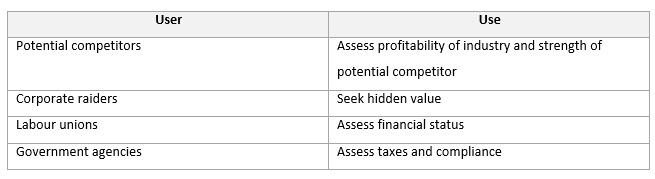 User Use
Potential competitors Assess profitability of industry and strength of
potential competitor
Corporate raiders Seek hidden value
Labour unions Assess financial status
Government agencies Assess taxes and compliance